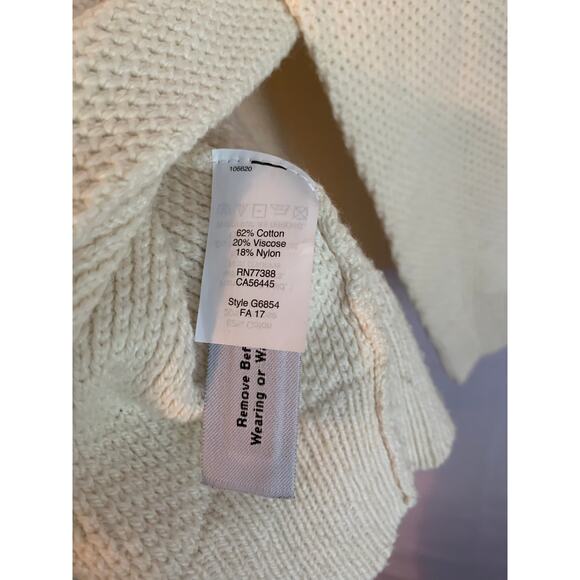 106620
62% Cotton
20% Viscose
18% Nylon
RN77388
CA56445
Style G6854
FA 17
Remove Bef
Wearing or W